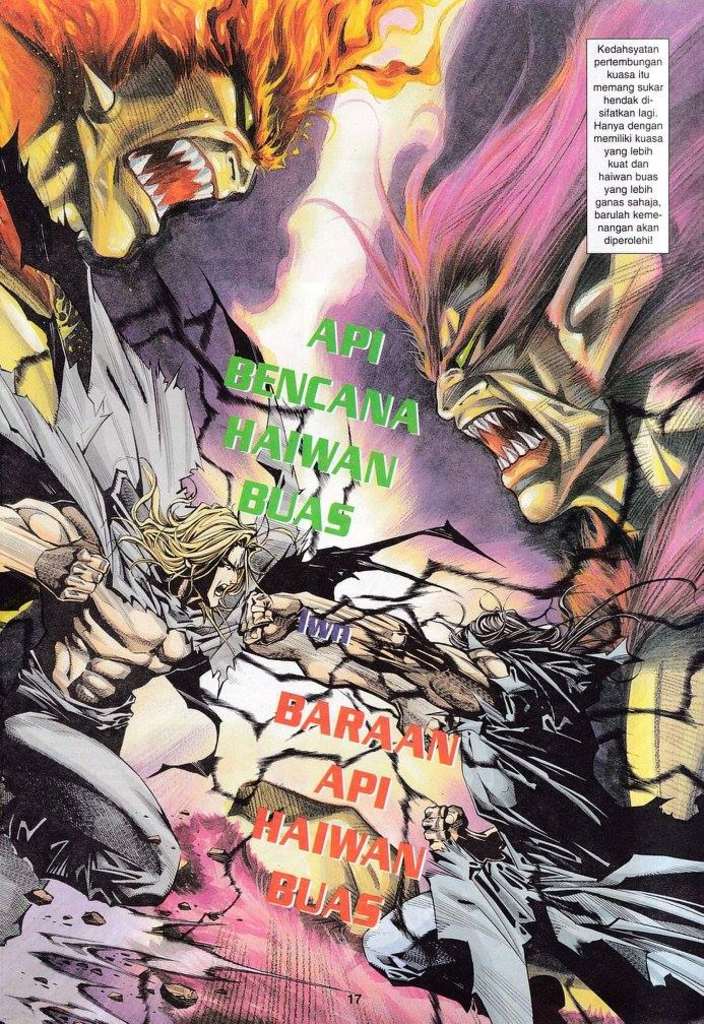 Kedahsyatan
pertembungan
kuasa itu
memang sukar
hendak di-
sifatkan lagi.
Hanya dengan
memiliki kuasa
yang lebih
kuat dan
haiwan buas
yang lebih
ganas sahaja,
barulah keme-
nangan akan
diperolehi!
API
BENCANA
HAIWAN
BUAS
lwn
BARAAN
API
HAIWAN
BUAS
17